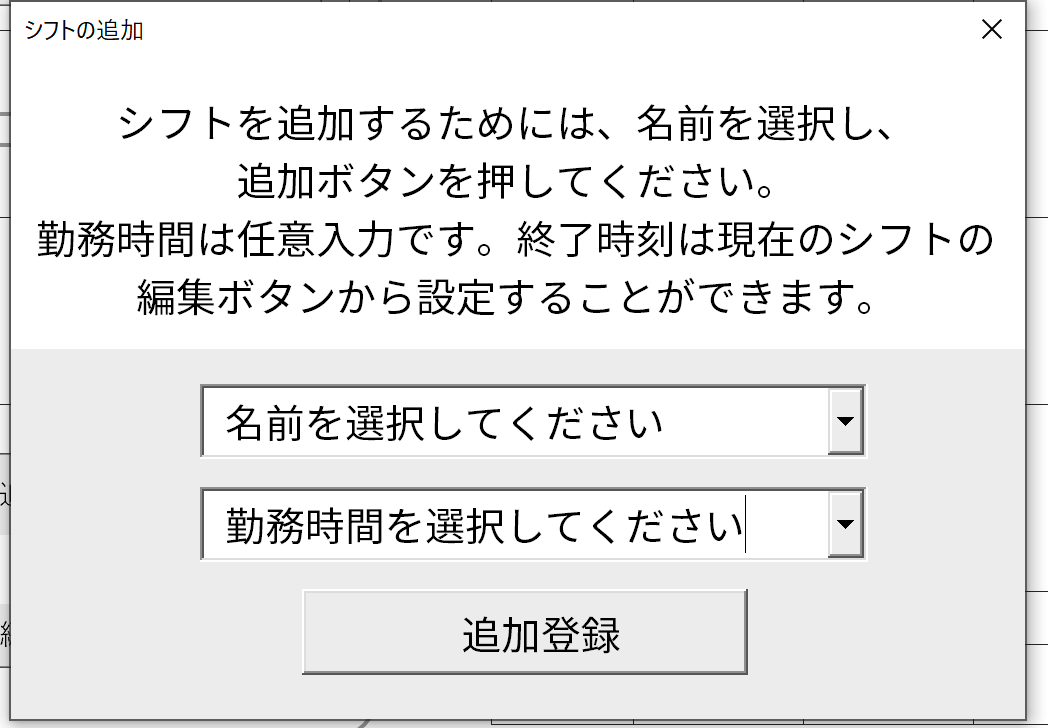 シフトの追加
シフトを追加するためには、名前を選択し、
追加ボタンを押してください。
勤務時間は任意入力です。終了時刻は現在のシフトの
編集ボタンから設定することができます。
名前を選択してください
勤務時間を選択してください
追加登録